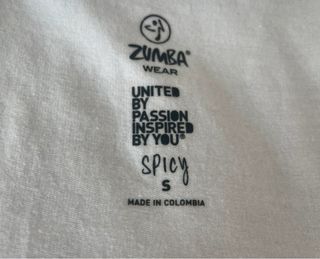 ZUMBA®
WEAR
UNITED
BY
PASSION
INSPIRED
BY YOU®
SPICY
S
MADE IN COLOMBIA